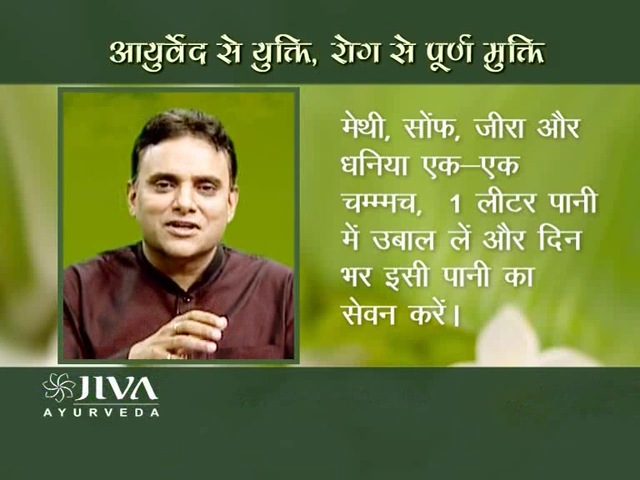 आयुर्वेद से युक्ति, रोग से पूर्ण मुक्ति
मेथी, सोंफ, जीरा और
धनिया एक–एक
चम्मच, 1 लीटर पानी
में उबाल लें और दिन
भर इसी पानी का
सेवन करें।
JIVA
AYURVEDA